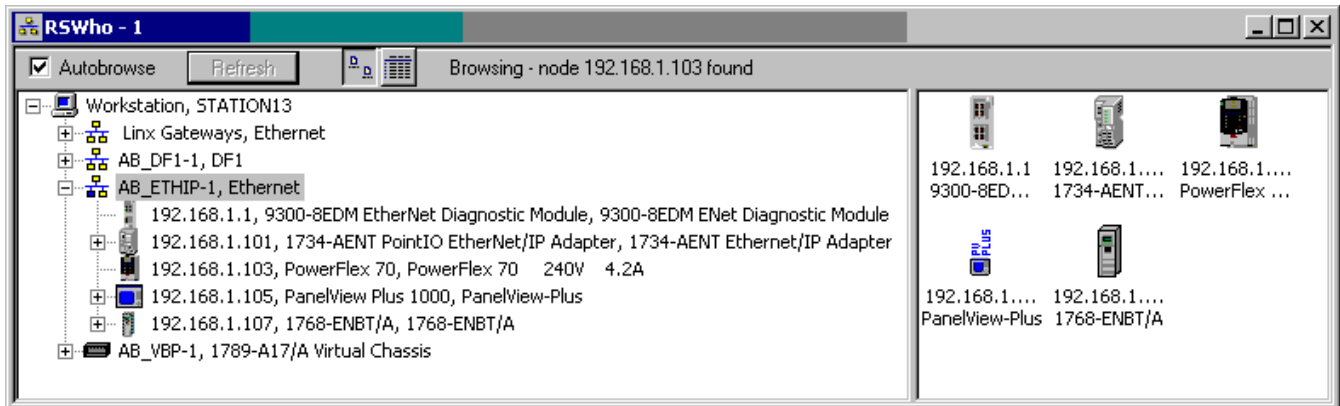 RSWho - 1
Autobrowse
Refresh
Browsing - node 192.168.1.103 found
Workstation, STATION13
Linx Gateways, Ethernet
AB_DF1-1, DF1
AB_ETHIP-1, Ethernet
192.168.1.1, 9300-8EDM EtherNet Diagnostic Module, 9300-8EDM ENet Diagnostic Module
192.168.1.101, 1734-AENT PointIO EtherNet/IP Adapter, 1734-AENT Ethernet/IP Adapter
192.168.1.103, PowerFlex 70, PowerFlex 70 240V 4.2A
192.168.1.105, PanelView Plus 1000, PanelView-Plus
192.168.1.107, 1768-ENBT/A, 1768-ENBT/A
AB_VBP-1, 1789-A17/A Virtual Chassis
192.168.1.1 192.168.1.... 192.168.1....
9300-8ED... 1734-AENT... PowerFlex ...
PV PLUS
192.168.1.... 192.168.1....
PanelView-Plus 1768-ENBT/A